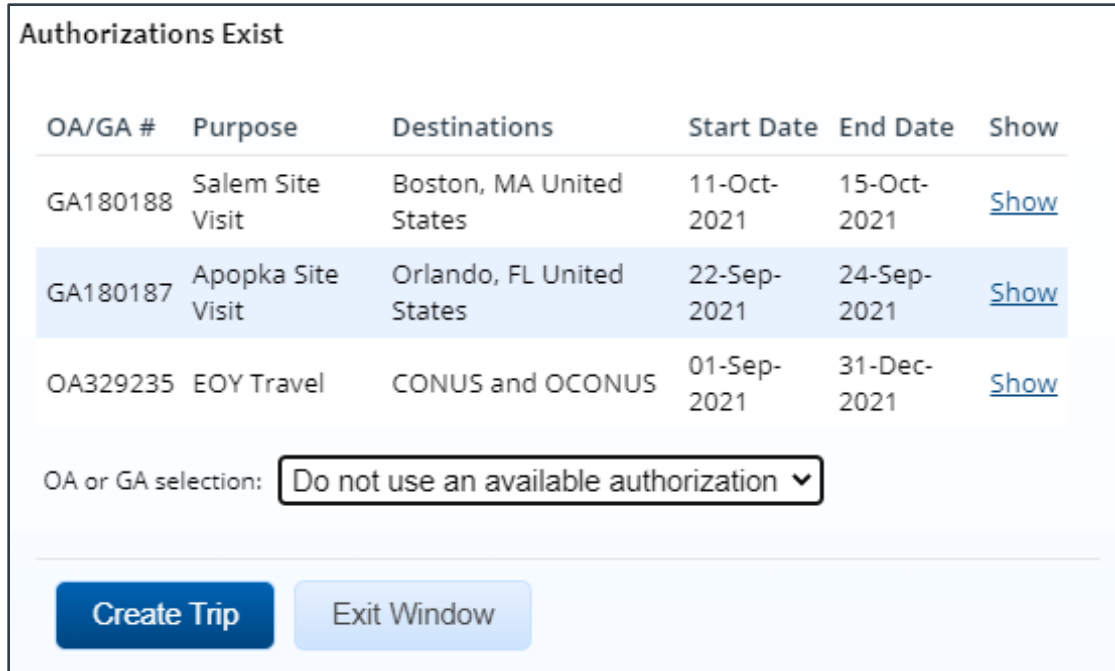 Authorizations Exist
OA/GA # Purpose Destinations Start Date End Date Show
GA180188 Salem Site Visit Boston, MA United States 11-Oct-2021 15-Oct-2021 Show
GA180187 Apopka Site Visit Orlando, FL United States 22-Sep-2021 24-Sep-2021 Show
OA329235 EOY Travel CONUS and OCONUS 01-Sep-2021 31-Dec-2021 Show
OA or GA selection: Do not use an available authorization
Create Trip Exit Window